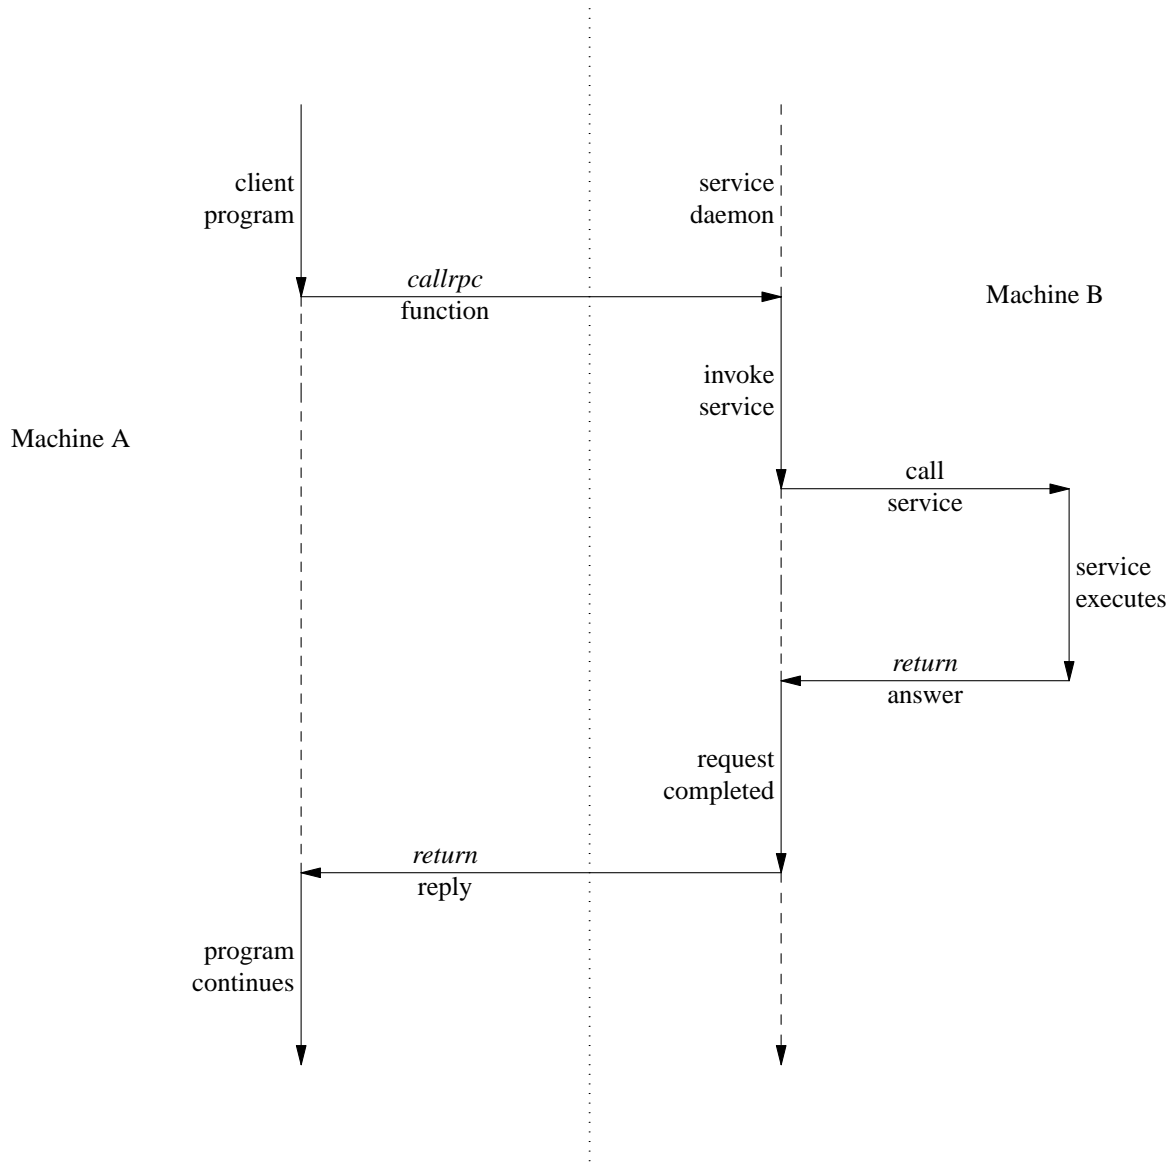 client
program
service
daemon
callrpc
function
Machine B
invoke
service
Machine A
call
service
service
executes
return
answer
request
completed
return
reply
program
continues